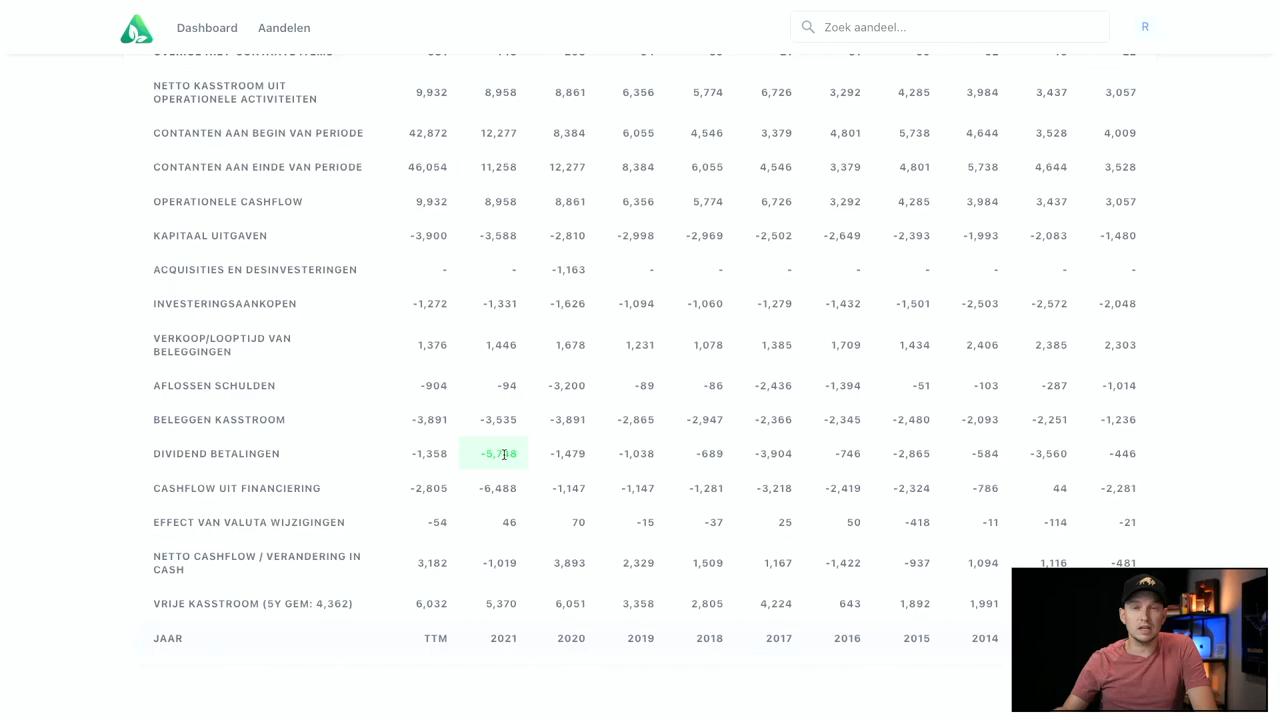 Dashboard Aandelen Zoek aandeel... R
NETTO KASSTROOM UIT
OPERATIONELE ACTIVITEITEN 9,932 8,958 8,861 6,356 5,774 6,726 3,292 4,285 3,984 3,437 3,057
CONTANTEN AAN BEGIN VAN PERIODE 42,872 12,277 8,384 6,055 4,546 3,379 4,801 5,738 4,644 3,528 4,009
CONTANTEN AAN EINDE VAN PERIODE 46,054 11,258 12,277 8,384 6,055 4,546 3,379 4,801 5,738 4,644 3,528
OPERATIONELE CASHFLOW 9,932 8,958 8,861 6,356 5,774 6,726 3,292 4,285 3,984 3,437 3,057
KAPITAAL UITGAVEN -3,900 -3,588 -2,810 -2,998 -2,969 -2,502 -2,649 -2,393 -1,993 -2,083 -1,480
ACQUISITIES EN DESINVESTERINGEN - - -1,163 - - - - - - - -
INVESTERINGSAANKOPEN -1,272 -1,331 -1,626 -1,094 -1,060 -1,279 -1,432 -1,501 -2,503 -2,572 -2,048
VERKOOP/LOOPTIJD VAN
BELEGGINGEN 1,376 1,446 1,678 1,231 1,078 1,385 1,709 1,434 2,406 2,385 2,303
AFLOSSEN SCHULDEN -904 -94 -3,200 -89 -86 -2,436 -1,394 -51 -103 -287 -1,014
BELEGGEN KASSTROOM -3,891 -3,535 -3,891 -2,865 -2,947 -2,366 -2,345 -2,480 -2,093 -2,251 -1,236
DIVIDEND BETALINGEN -1,358 -1,479 -1,038 -689 -3,904 -746 -2,865 -584 -3,560 -446
CASHFLOW UIT FINANCIERING -2,805 -6,488 -1,147 -1,147 -1,281 -3,218 -2,419 -2,324 -786 44 -2,281
EFFECT VAN VALUTA WIJZIGINGEN -54 46 70 -15 -37 25 50 -418 -11 -114 -21
NETTO CASHFLOW / VERANDERING IN
CASH 3,182 -1,019 3,893 2,329 1,509 1,167 -1,422 -937 1,094 1,116 -481
VRIJE KASSTROOM (5Y GEM: 4,362) 6,032 5,370 6,051 3,358 2,805 4,224 643 1,892 1,991
JAAR TTM 2021 2020 2019 2018 2017 2016 2015 2014